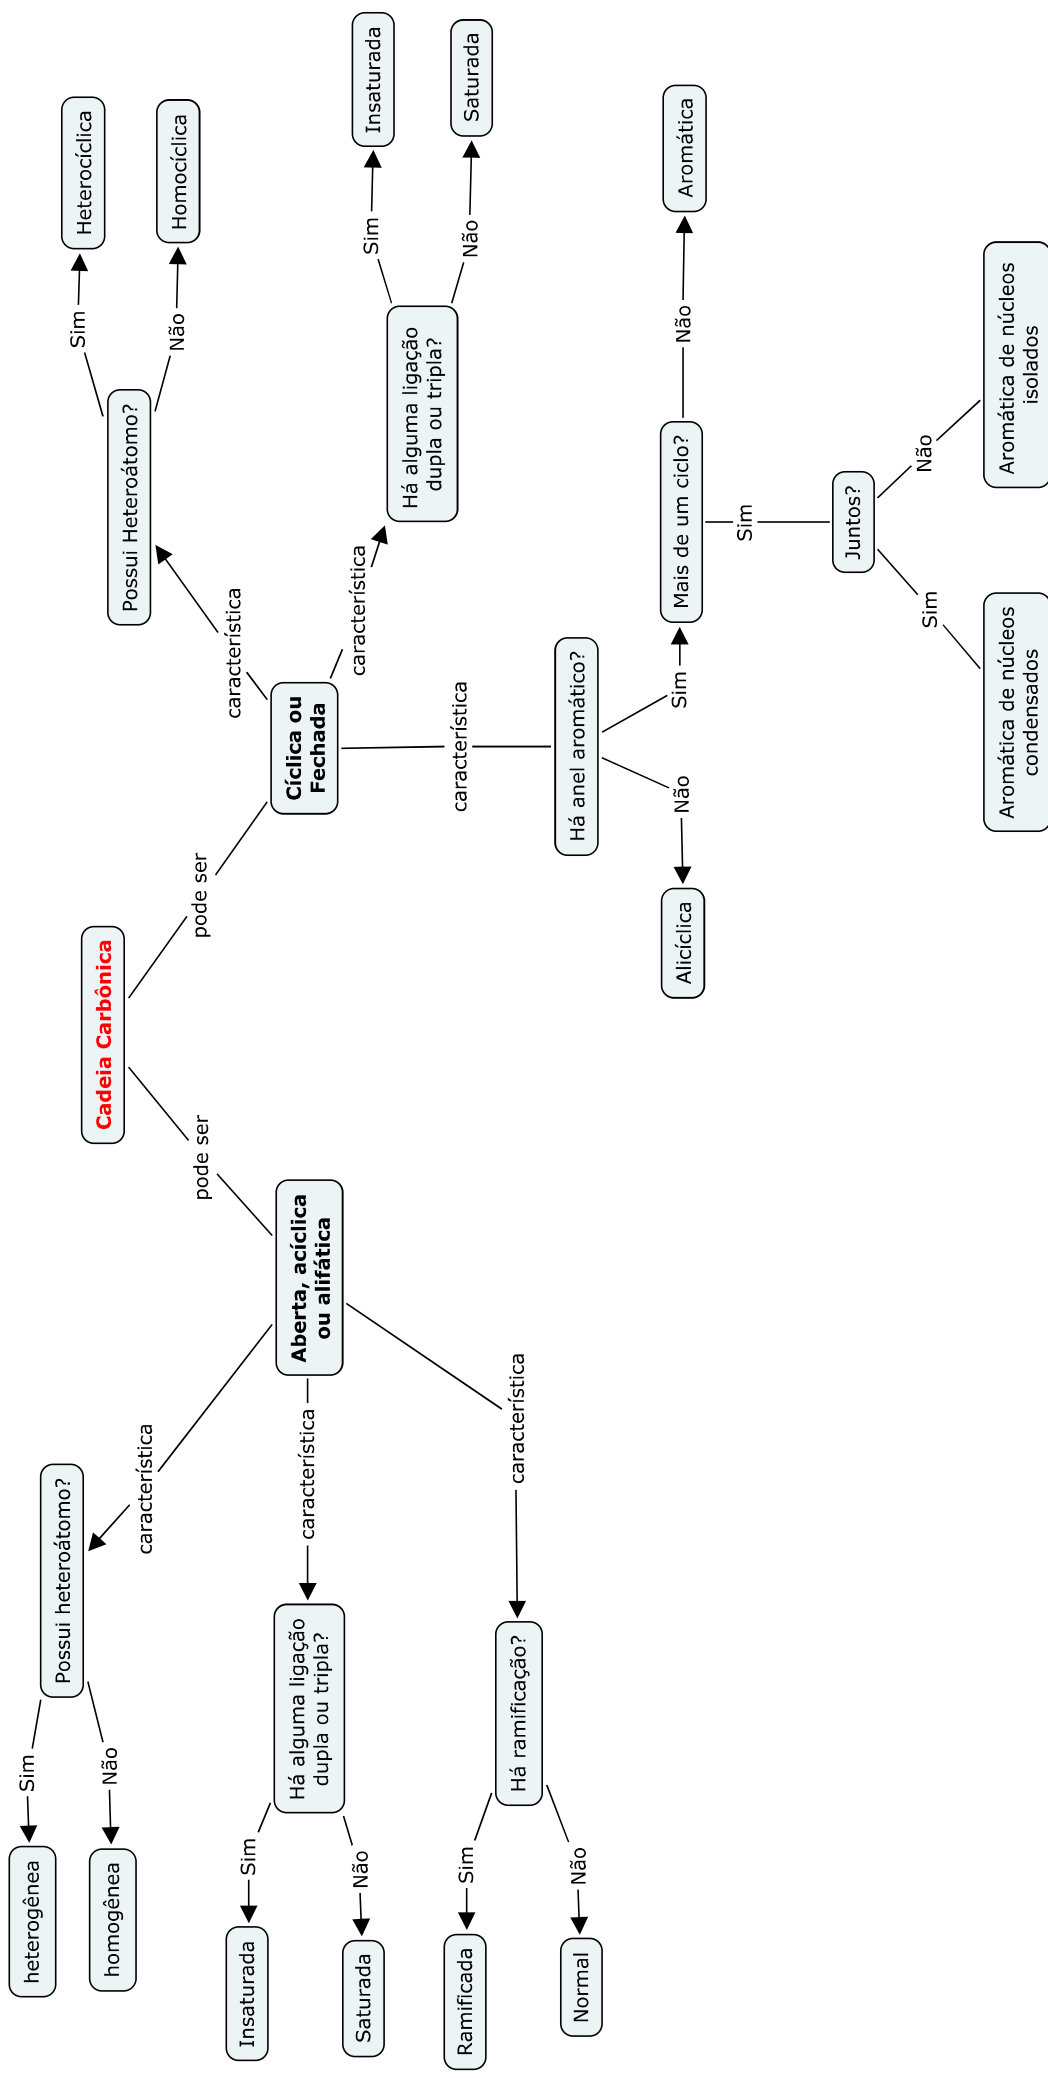 Cadeia Carbônica
pode ser
pode ser
Aberta, acíclica
ou alifática
característica
Possui heteroátomo?
Sim
heterogênea
Não
homogênea
característica
Há alguma ligação
dupla ou tripla?
Sim
Insaturada
Não
Saturada
característica
Há ramificação?
Sim
Ramificada
Não
Normal
Cíclica ou
Fechada
característica
Possui Heteroátomo?
Sim
Heterocíclica
Não
Homocíclica
característica
Há alguma ligação
dupla ou tripla?
Sim
Insaturada
Não
Saturada
característica
Há anel aromático?
Não
Alicíclica
Sim
Mais de um ciclo?
Não
Aromática
Sim
Juntos?
Sim
Aromática de núcleos
condensados
Não
Aromática de núcleos
isolados